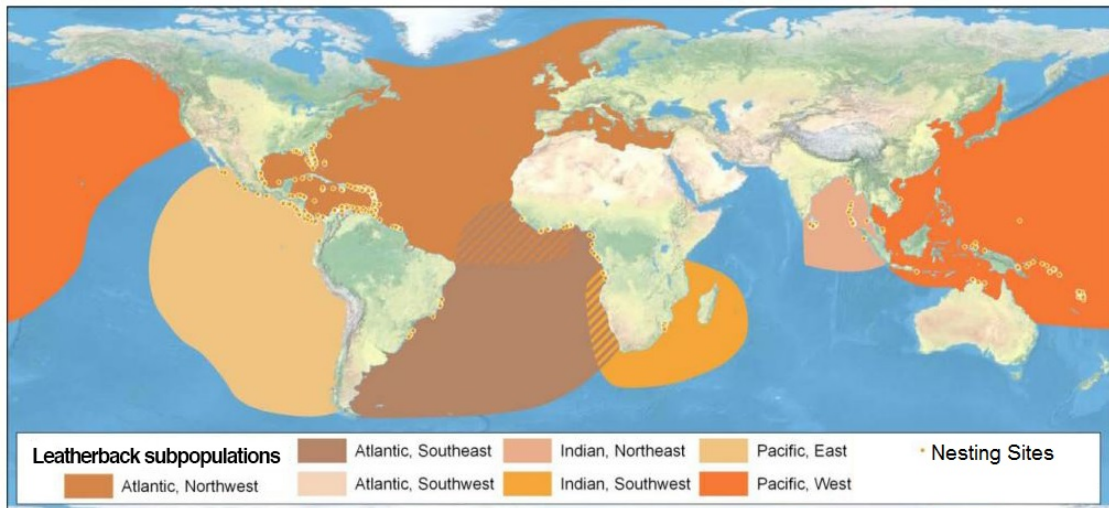 Leatherback subpopulations
Atlantic, Northwest
Atlantic, Southeast
Atlantic, Southwest
Indian, Northeast
Indian, Southwest
Pacific, East
Pacific, West
Nesting Sites